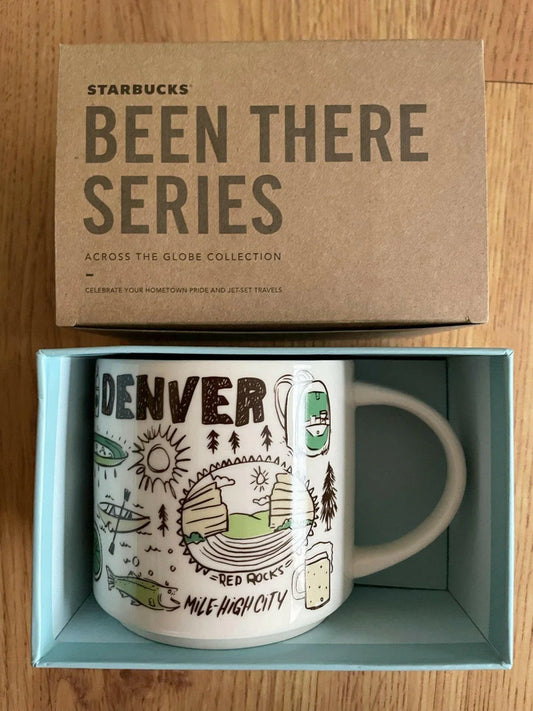 STARBUCKS®
BEEN THERE
SERIES
ACROSS THE GLOBE COLLECTION
–
CELEBRATE YOUR HOMETOWN PRIDE AND JET-SET TRAVELS
DENVER
RED ROCKS
MILE-HIGH CITY